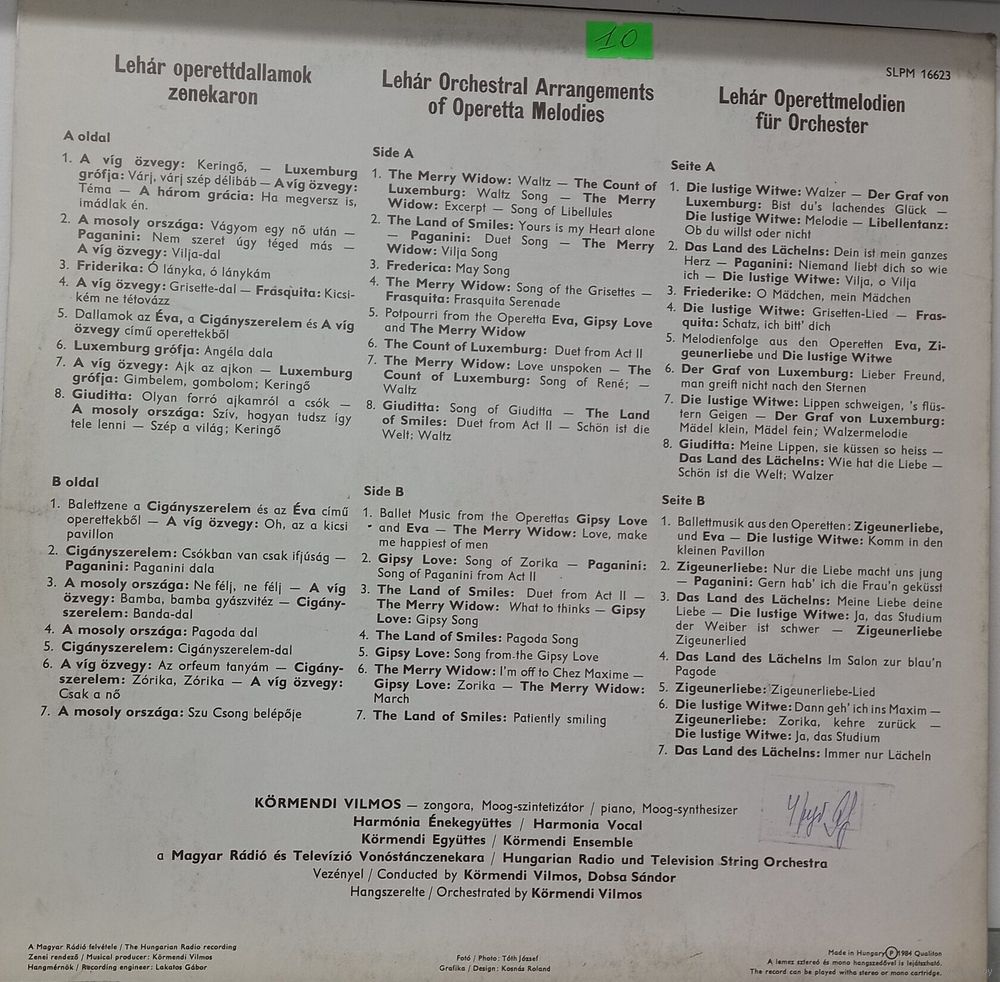 10
SLPM 16623
Lehár operettdallamok
zenekaron
A oldal
1. A víg özvegy: Keringő, — Luxemburg
grófja: Várj, várj szép délibáb — A víg özvegy:
Téma — A három grácia: Ha megversz is,
imádlak én.
2. A mosoly országa: Vágyom egy nő után —
Paganini: Nem szeret úgy téged más —
A víg özvegy: Vilja-dal
3. Friderika: Ó lányka, ó lánykám
4. A víg özvegy: Grisette-dal — Frasquita: Kicsi-
kém ne tétovázz
5. Dallamok az Éva, a Cigányszerelem és A víg
özvegy című operettekből
6. Luxemburg grófja: Angéla dala
7. A víg özvegy: Ajk az ajkon — Luxemburg
grófja: Gimbelem, gombolom; Keringő
8. Giuditta: Olyan forró ajkamról a csók —
A mosoly országa: Szív, hogyan tudsz így
tele lenni — Szép a világ; Keringő
B oldal
1. Balettzene a Cigányszerelem és az Éva című
operettekből — A víg özvegy: Oh, az a kicsi
pavillon
2. Cigányszerelem: Csókban van csak ifjúság —
Paganini: Paganini dala
3. A mosoly országa: Ne félj, ne félj — A víg
özvegy: Bamba, bamba gyászvitéz — Cigány-
szerelem: Banda-dal
4. A mosoly országa: Pagoda dal
5. Cigányszerelem: Cigányszerelem-dal
6. A víg özvegy: Az orfeum tanyám — Cigány-
szerelem: Zórika, Zórika — A víg özvegy:
Csak a nő
7. A mosoly országa: Szu Csong belépője
Lehár Orchestral Arrangements
of Operetta Melodies
Side A
1. The Merry Widow: Waltz — The Count of
Luxemburg: Waltz Song — The Merry
Widow: Excerpt — Song of Libellules
2. The Land of Smiles: Yours is my Heart alone
— Paganini: Duet Song — The Merry
Widow: Vilja Song
3. Frederica: May Song
4. The Merry Widow: Song of the Grisettes —
Frasquita: Frasquita Serenade
5. Potpourri from the Operetta Eva, Gipsy Love
and The Merry Widow
6. The Count of Luxemburg: Duet from Act II
7. The Merry Widow: Love unspoken — The
Count of Luxemburg: Song of René; —
Waltz
8. Giuditta: Song of Giuditta — The Land
of Smiles: Duet from Act II — Schön ist die
Welt; Waltz
Side B
1. Ballet Music from the Operettas Gipsy Love
and Eva — The Merry Widow: Love, make
me happiest of men
2. Gipsy Love: Song of Zorika — Paganini:
Song of Paganini from Act II
3. The Land of Smiles: Duet from Act II —
The Merry Widow: What to thinks — Gipsy
Love: Gipsy Song
4. The Land of Smiles: Pagoda Song
5. Gipsy Love: Song from the Gipsy Love
6. The Merry Widow: I'm off to Chez Maxime —
Gipsy Love: Zorika — The Merry Widow:
March
7. The Land of Smiles: Patiently smiling
Lehár Operettmelodien
für Orchester
Seite A
1. Die lustige Witwe: Walzer — Der Graf von
Luxemburg: Bist du's lachendes Glück —
Die lustige Witwe: Melodie — Libellentanz:
Ob du willst oder nicht
2. Das Land des Lächelns: Dein ist mein ganzes
Herz — Paganini: Niemand liebt dich so wie
ich — Die lustige Witwe: Vilja, o Vilja
3. Friederike: O Mädchen, mein Mädchen
4. Die lustige Witwe: Grisetten-Lied — Fras-
quita: Schatz, ich bitt' dich
5. Melodienfolge aus den Operetten Eva, Zi-
geunerliebe und Die lustige Witwe
6. Der Graf von Luxemburg: Lieber Freund,
man greift nicht nach den Sternen
7. Die lustige Witwe: Lippen schweigen, 's flüs-
tern Geigen — Der Graf von Luxemburg:
Mädel klein, Mädel fein; Walzermelodie
8. Giuditta: Meine Lippen, sie küssen so heiss —
Das Land des Lächelns: Wie hat die Liebe —
Schön ist die Welt; Walzer
Seite B
1. Ballettmusik aus den Operetten: Zigeunerliebe,
und Eva — Die lustige Witwe: Komm in den
kleinen Pavillon
2. Zigeunerliebe: Nur die Liebe macht uns jung
— Paganini: Gern hab' ich die Frau'n geküsst
3. Das Land des Lächelns: Meine Liebe deine
Liebe — Die lustige Witwe: Ja, das Studium
der Weiber ist schwer — Zigeunerliebe
Zigeunerlied
4. Das Land des Lächelns Im Salon zur blau'n
Pagode
5. Zigeunerliebe: Zigeunerliebe-Lied
6. Die lustige Witwe: Dann geh' ich ins Maxim —
Zigeunerliebe: Zorika, kehre zurück —
Die lustige Witwe: Ja, das Studium
7. Das Land des Lächelns: Immer nur Lächeln
KÖRMENDI VILMOS — zongora, Moog-szintetizátor / piano, Moog-synthesizer
Harmónia Énekegyüttes / Harmonia Vocal
Körmendi Együttes / Körmendi Ensemble
a Magyar Rádió és Televízió Vonóstánczenekara / Hungarian Radio und Television String Orchestra
Vezényel / Conducted by Körmendi Vilmos, Dobsa Sándor
Hangszerelte / Orchestrated by Körmendi Vilmos
A Magyar Rádió felvétele / The Hungarian Radio recording
Zenei rendező / Musical producer: Körmendi Vilmos
Hangmérnök / Recording engineer: Lakatos Gábor
Fotó / Photo: Tóth József
Grafika / Design: Kosnás Roland
Made in Hungary Ⓟ 1984 Qualiton
A lemez sztereó és mono hangszedővel is lejátszható.
The record can be played witha stereo or mono cartridge.